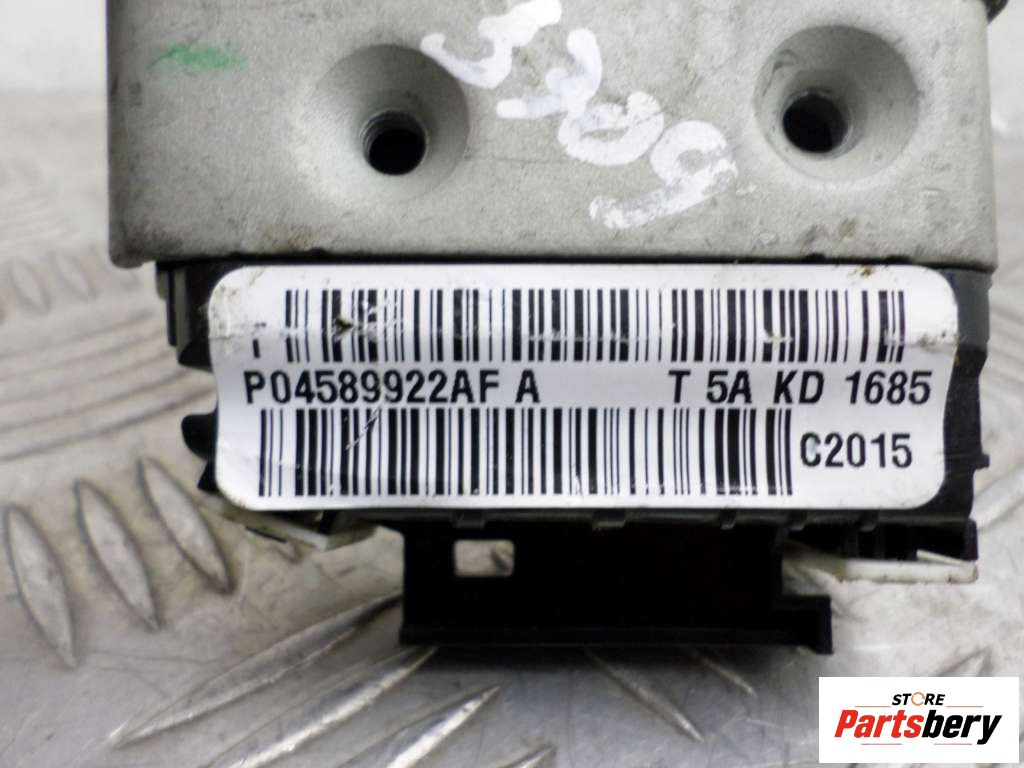 T
P04589922AF A T 5A KD 1685
C2015
STORE
Partsbery